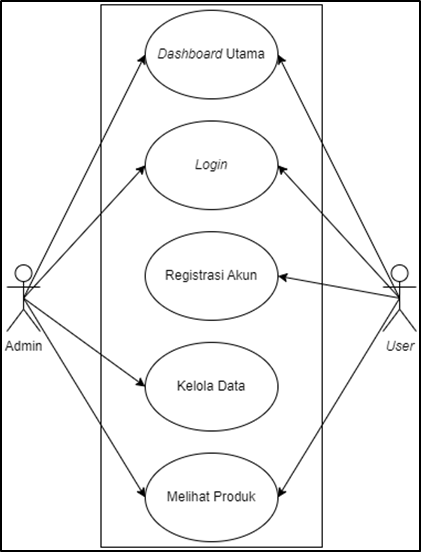 Dashboard Utama
Login
Registrasi Akun
Admin
User
Kelola Data
Melihat Produk